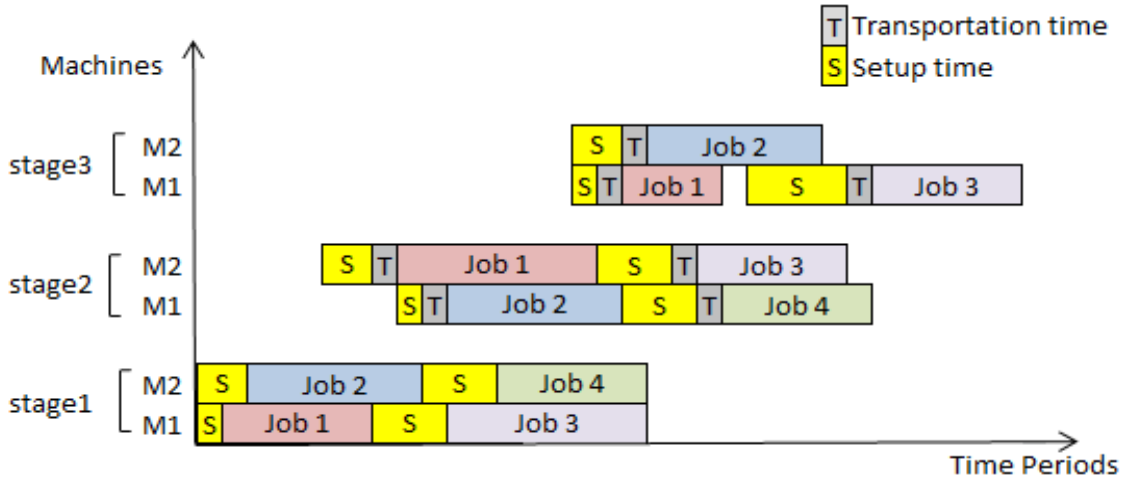 T Transportation time
Machines
S Setup time
M2 S T Job 2
stage3
M1 S T Job 1 S T Job 3
M2 S T Job 1 S T Job 3
stage2
M1 S T Job 2 S T Job 4
M2 S Job 2 S Job 4
stage1
M1 S Job 1 S Job 3
Time Periods